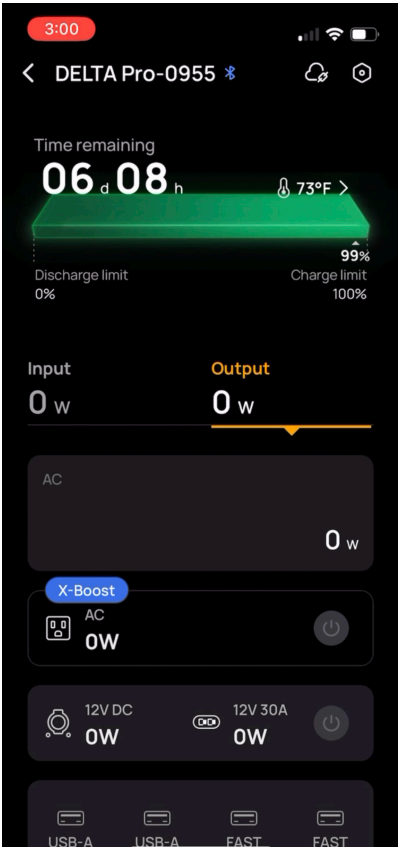 3:00
DELTA Pro-0955
Time remaining
06 d 08 h
73°F
99%
Discharge limit
Charge limit
0%
100%
Input
Output
0 W
0 W
AC
0 W
X-Boost
AC
0W
12V DC
12V 30A
0W
0W
USB-A
USB-A
FAST
FAST